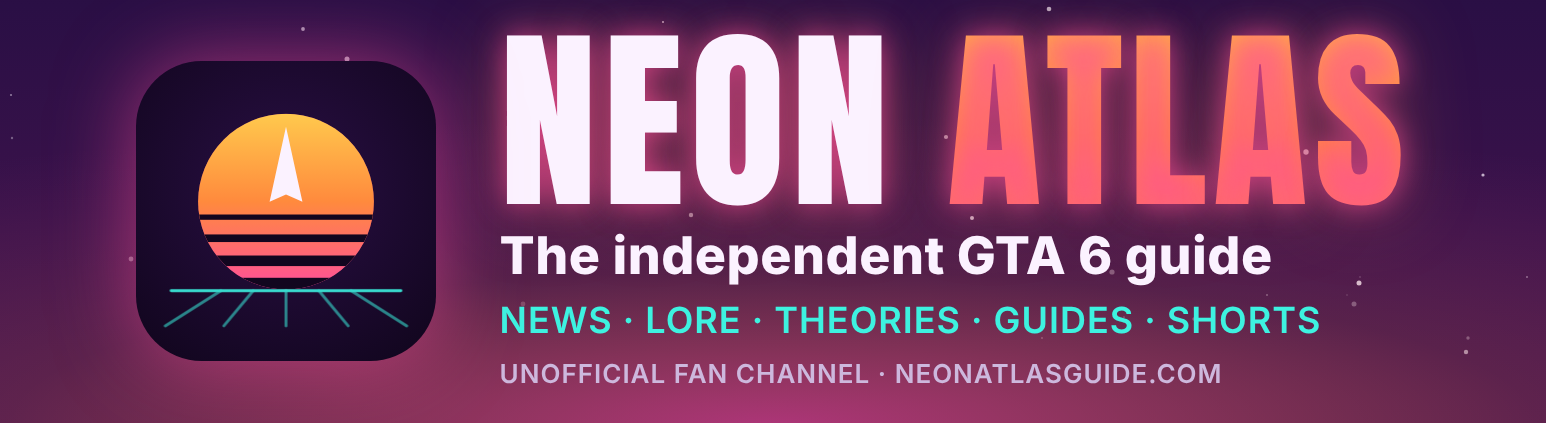 NEON ATLAS
The independent GTA 6 guide
NEWS · LORE · THEORIES · GUIDES · SHORTS
UNOFFICIAL FAN CHANNEL · NEONATLASGUIDE.COM